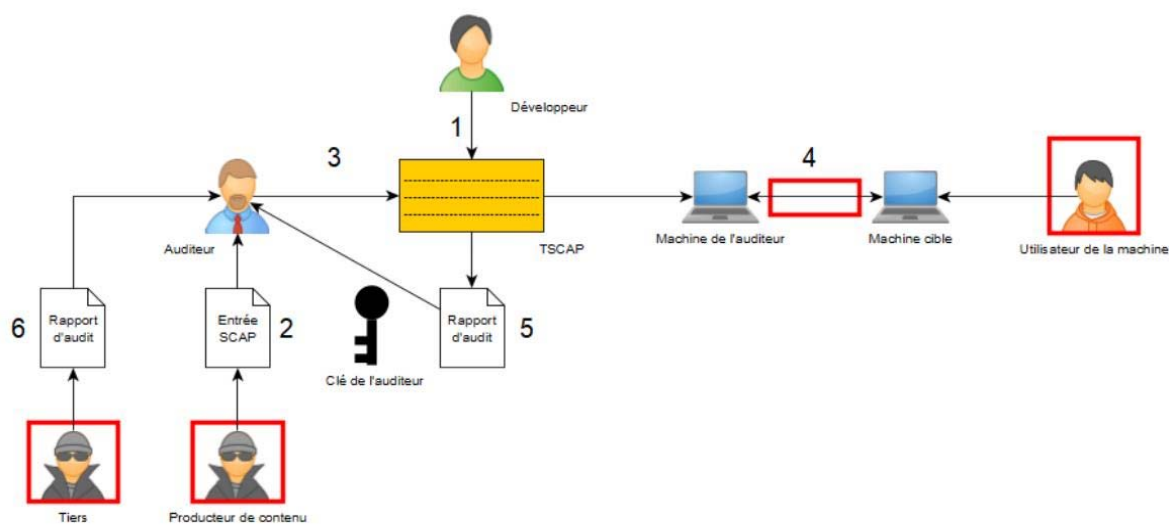 Développeur
1
3
4
Auditeur
TSCAP
Machine de l'auditeur
Machine cible
Utilisateur de la machine
6
Rapport
d'audit
Entrée
SCAP
2
Clé de l'auditeur
Rapport
d'audit
5
Tiers
Producteur de contenu